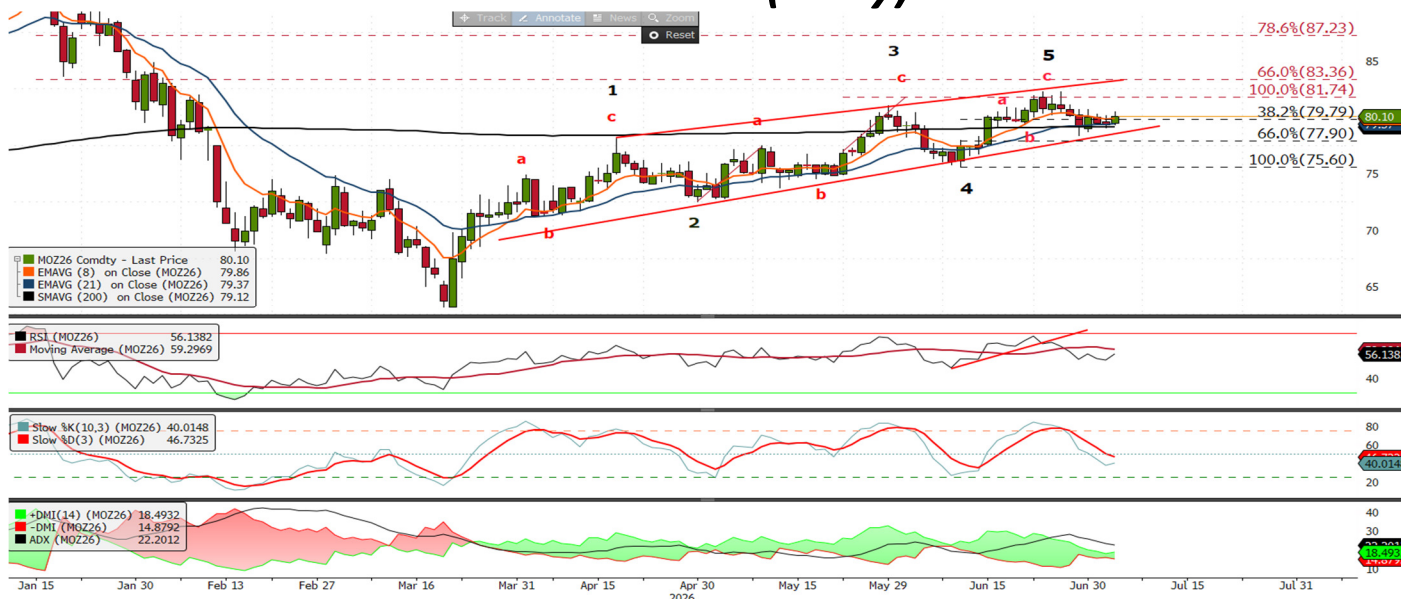 Track Annotate News Zoom
Reset
78.6%(87.23)
85
66.0%(83.36)
100.0%(81.74)
38.2%(79.79)
80.10
79.37
66.0%(77.90)
100.0%(75.60)
75
70
65
1
c
a
b
2
a
b
3
c
4
a
b
5
c
MOZ26 Comdty - Last Price 80.10
EMAVG (8) on Close (MOZ26) 79.86
EMAVG (21) on Close (MOZ26) 79.37
SMAVG (200) on Close (MOZ26) 79.12
RSI (MOZ26) 56.1382
Moving Average (MOZ26) 59.2969
56.138
40
Slow %K(10,3) (MOZ26) 40.0148
Slow %D(3) (MOZ26) 46.7325
80
60
40.014
20
+DMI(14) (MOZ26) 18.4932
-DMI (MOZ26) 14.8792
ADX (MOZ26) 22.2012
40
30
18.493
14.879
10
Jan 15 Jan 30 Feb 13 Feb 27 Mar 16 Mar 31 Apr 15 Apr 30 May 15 May 29 Jun 15 Jun 30 Jul 15 Jul 31
2026